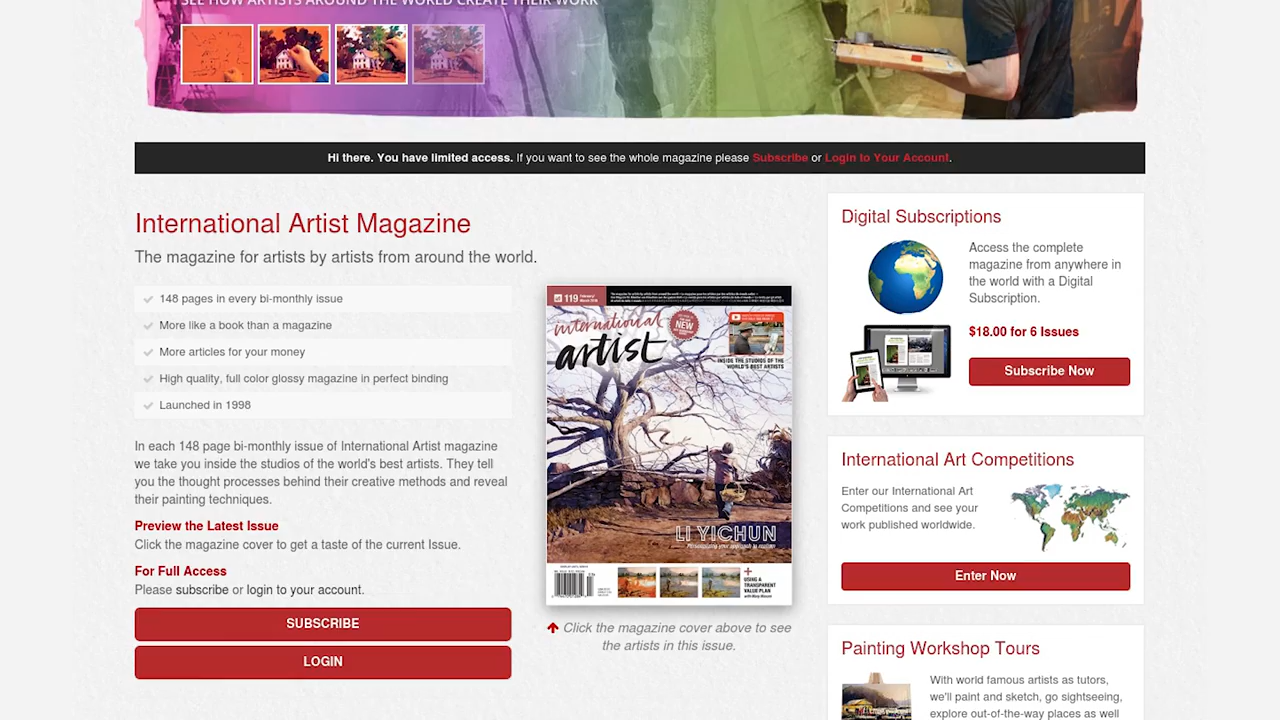 SEE HOW ARTISTS AROUND THE WORLD CREATE THEIR WORK
Hi there. You have limited access. If you want to see the whole magazine please Subscribe or Login to Your Account.
International Artist Magazine
The magazine for artists by artists from around the world.
148 pages in every bi-monthly issue
More like a book than a magazine
More articles for your money
High quality, full color glossy magazine in perfect binding
Launched in 1998
In each 148 page bi-monthly issue of International Artist magazine
we take you inside the studios of the world's best artists. They tell
you the thought processes behind their creative methods and reveal
their painting techniques.
Preview the Latest Issue
Click the magazine cover to get a taste of the current Issue.
For Full Access
Please subscribe or login to your account.
SUBSCRIBE
LOGIN
119
international
artist
NEW
INSIDE THE STUDIOS OF THE
WORLD'S BEST ARTISTS
LI YICHUN
USING A
TRANSPARENT
VALUE PLAN
Click the magazine cover above to see
the artists in this issue.
Digital Subscriptions
Access the complete
magazine from anywhere in
the world with a Digital
Subscription.
$18.00 for 6 Issues
Subscribe Now
International Art Competitions
Enter our International Art
Competitions and see your
work published worldwide.
Enter Now
Painting Workshop Tours
With world famous artists as tutors,
we'll paint and sketch, go sightseeing,
explore out-of-the-way places as well